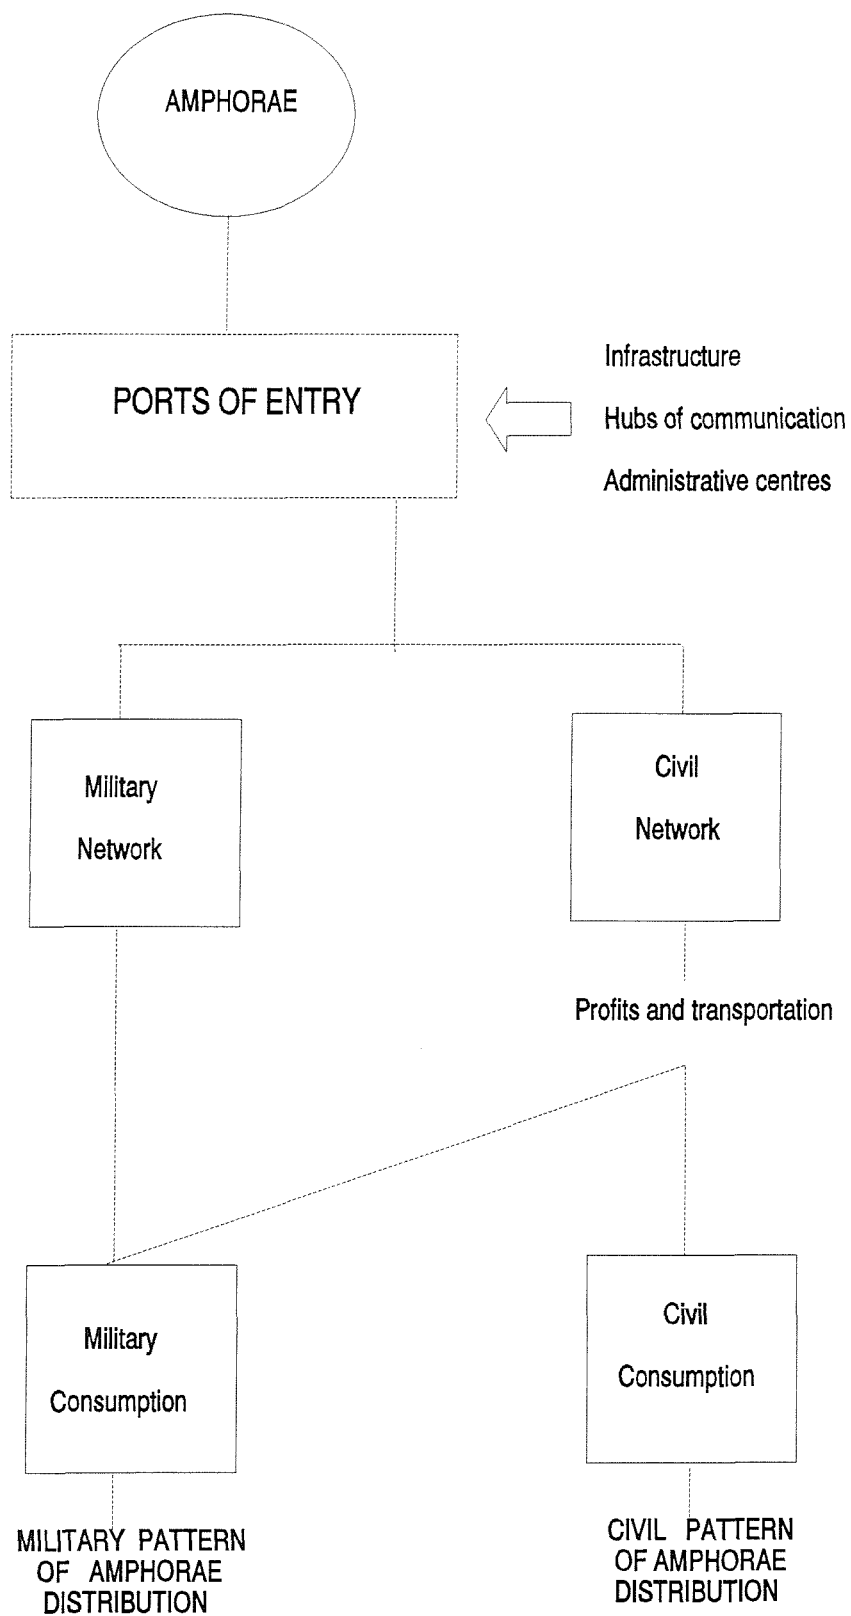 AMPHORAE
PORTS OF ENTRY
Infrastructure
Hubs of communication
Administrative centres
Military
Network
Civil
Network
Profits and transportation
Military
Consumption
Civil
Consumption
MILITARY PATTERN
OF AMPHORAE
DISTRIBUTION
CIVIL PATTERN
OF AMPHORAE
DISTRIBUTION